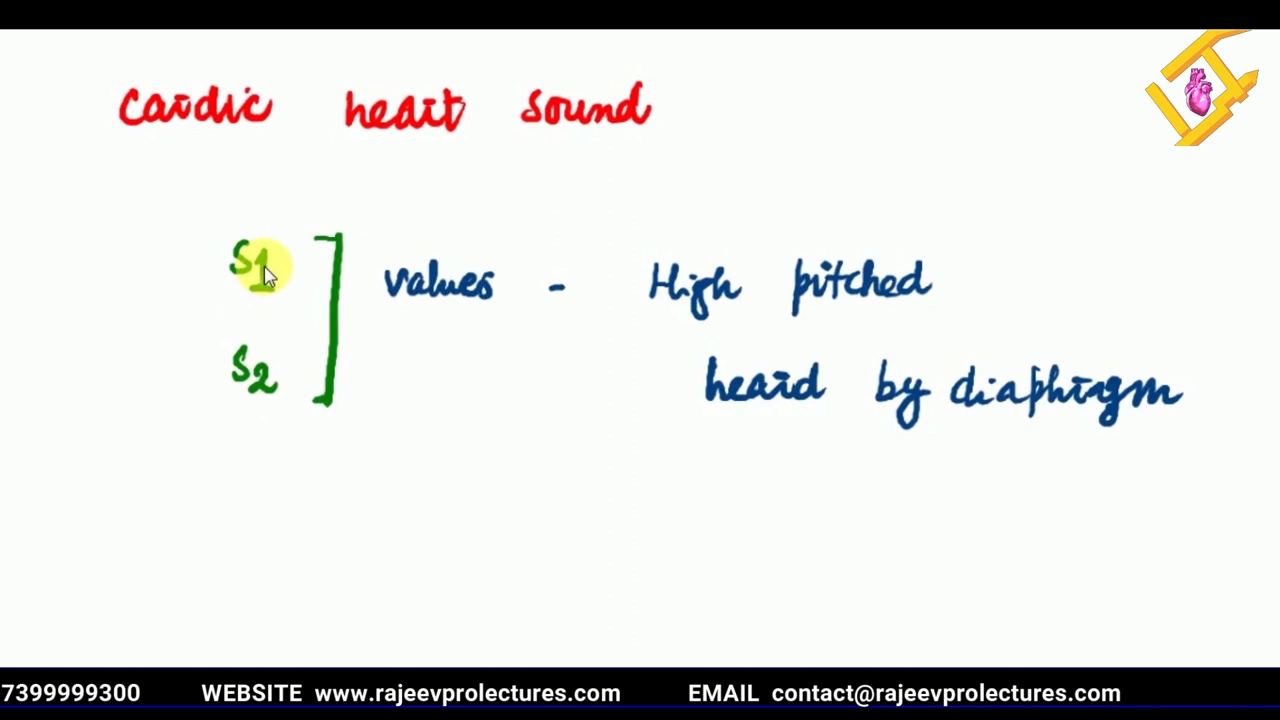 Cardic heart sound
S1
values - High pitched
S2
heard by diaphragm
7399999300 WEBSITE www.rajeevprolectures.com EMAIL contact@rajeevprolectures.com